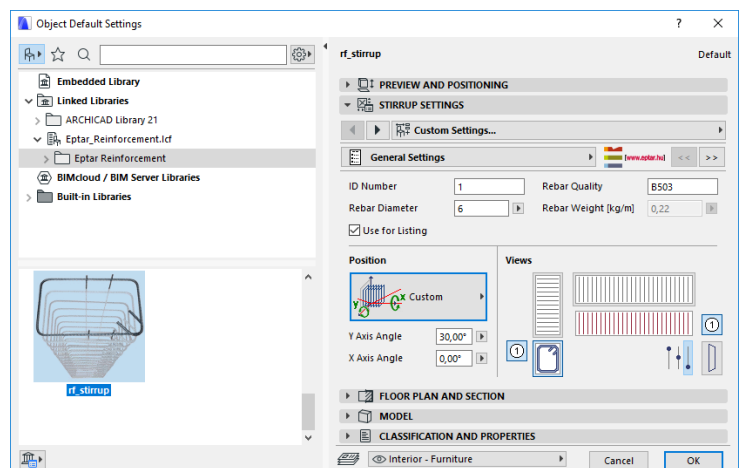 Object Default Settings
? ×
Embedded Library
Linked Libraries
ARCHICAD Library 21
Eptar_Reinforcement.lcf
Eptar Reinforcement
BIMcloud / BIM Server Libraries
Built-in Libraries
rf_stirrup
rf_stirrup
Default
PREVIEW AND POSITIONING
STIRRUP SETTINGS
Custom Settings...
General Settings
[www.eptar.hu]
<< >>
ID Number 1 Rebar Quality B503
Rebar Diameter 6 Rebar Weight [kg/m] 0,22
Use for Listing
Position Views
y x Custom
Y Axis Angle 30,00°
X Axis Angle 0,00°
1
1
FLOOR PLAN AND SECTION
MODEL
CLASSIFICATION AND PROPERTIES
Interior - Furniture
Cancel OK